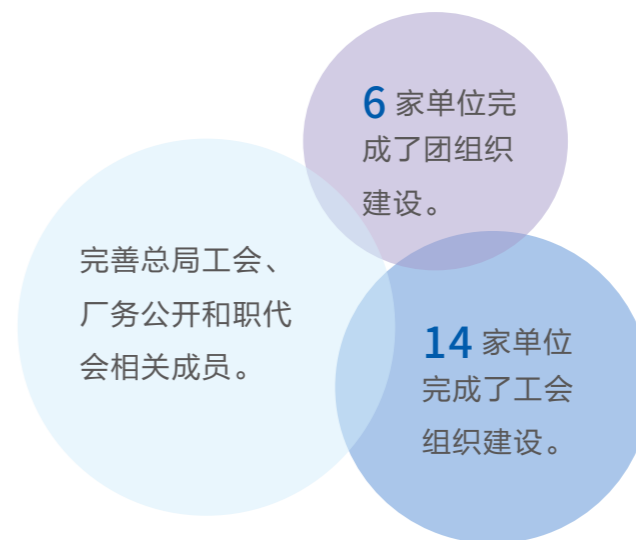 6 家单位完
成了团组织
建设。
完善总局工会、
厂务公开和职代
会相关成员。
14 家单位
完成了工会
组织建设。